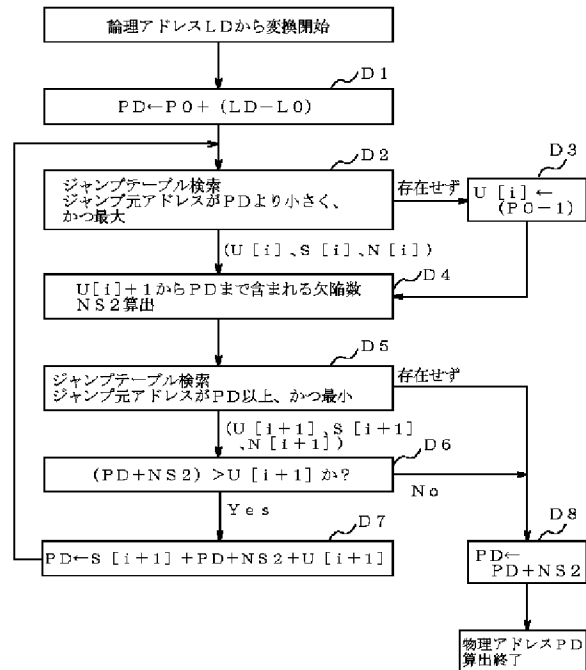 論理アドレスLDから変換開始
D1
PD←P0+(LD−L0)
D2
ジャンプテーブル検索
ジャンプ元アドレスがPDより小さく、
かつ最大
存在せず
D3
U[i]←
(P0−1)
(U[i]、S[i]、N[i])
D4
U[i]+1からPDまで含まれる欠陥数
NS2算出
D5
ジャンプテーブル検索
ジャンプ元アドレスがPD以上、かつ最小
存在せず
(U[i+1]、S[i+1]
、N[i+1])
D6
(PD+NS2)>U[i+1]か?
No
Yes
D7
PD←S[i+1]+PD+NS2+U[i+1]
D8
PD←
PD+NS2
物理アドレスPD
算出終了